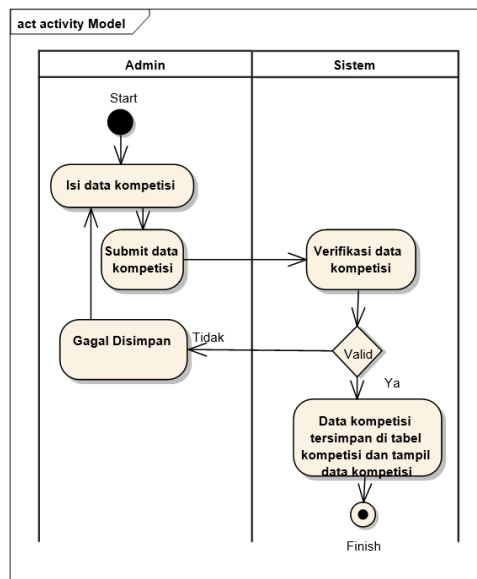 act activity Model
Admin
Sistem
Start
Isi data kompetisi
Submit data
kompetisi
Verifikasi data
kompetisi
Gagal Disimpan
Tidak
Valid
Ya
Data kompetisi
tersimpan di tabel
kompetisi dan tampil
data kompetisi
Finish